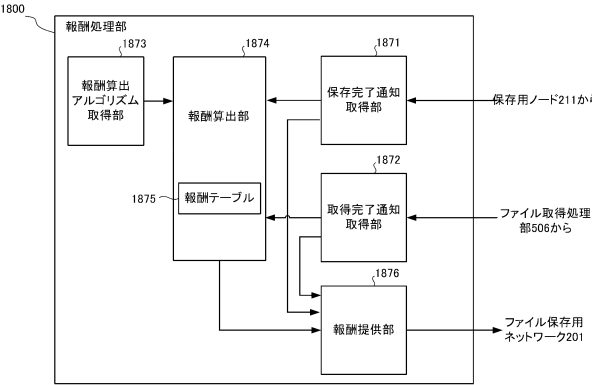 1800
報酬処理部
1873
報酬算出
アルゴリズム
取得部
1874
報酬算出部
1875
報酬テーブル
1871
保存完了通知
取得部
保存用ノード211から
1872
取得完了通知
取得部
ファイル取得処理
部506から
1876
報酬提供部
ファイル保存用
ネットワーク201